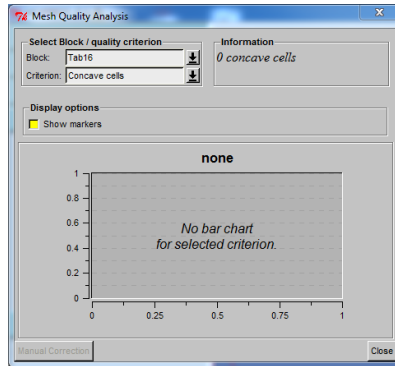 Mesh Quality Analysis
x
Select Block / quality criterion
Block: Tab16
Criterion: Concave cells
Information
0 concave cells
Display options
Show markers
none
1
0.8
0.6
0.4
0.2
0
No bar chart
for selected criterion.
0 0.25 0.5 0.75 1
Manual Correction
Close